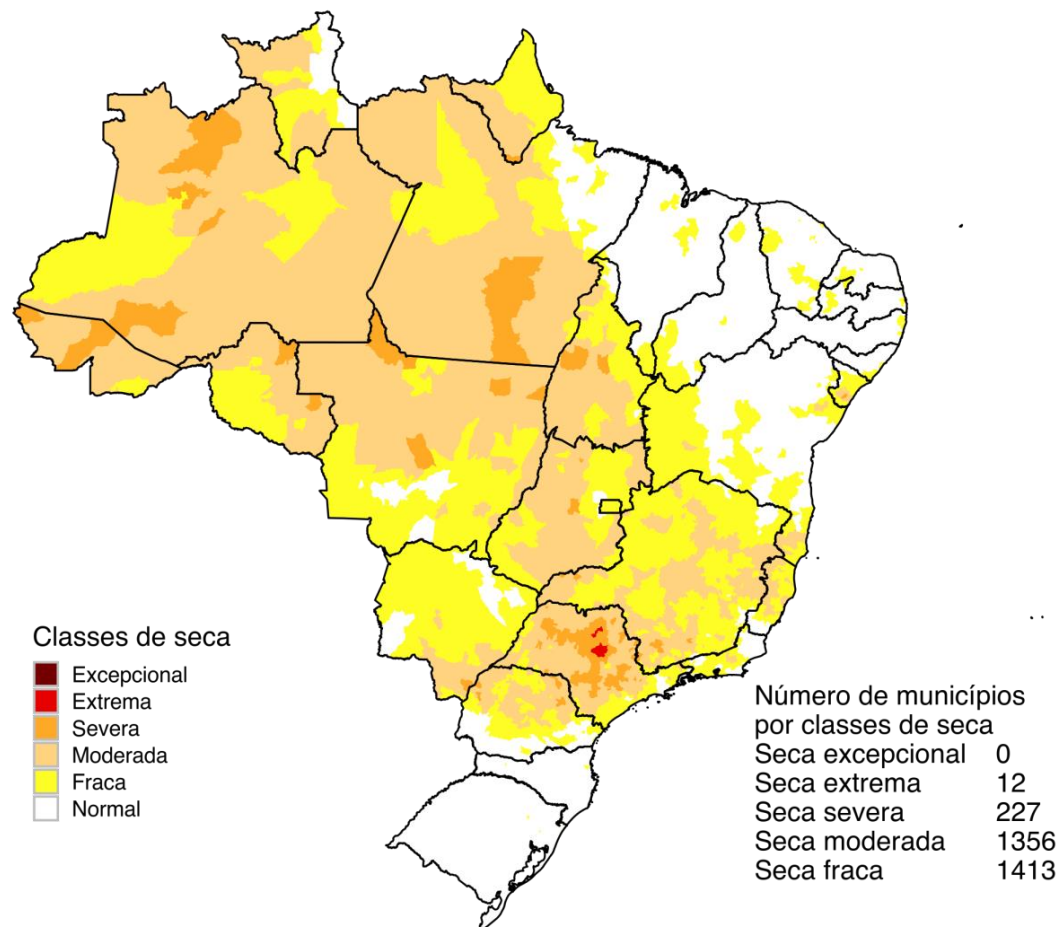 Classes de seca
Excepcional
Extrema
Severa
Moderada
Fraca
Normal
Número de municípios
por classes de seca
Seca excepcional 0
Seca extrema 12
Seca severa 227
Seca moderada 1356
Seca fraca 1413